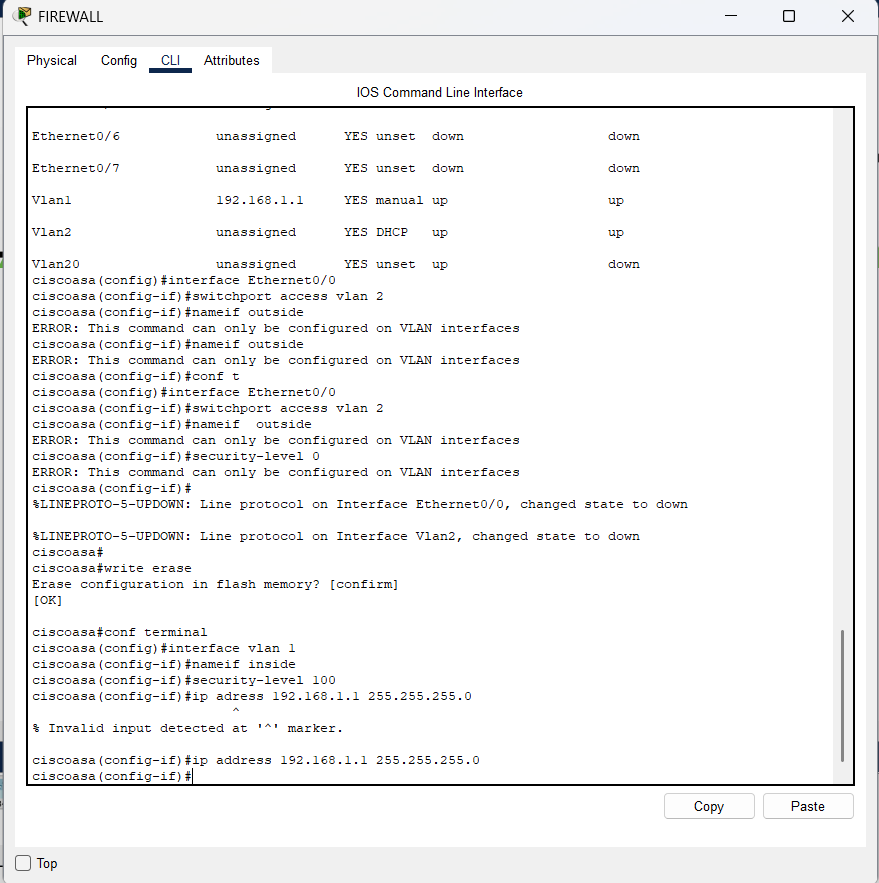 FIREWALL
Physical Config CLI Attributes
IOS Command Line Interface
Ethernet0/6 unassigned YES unset down down
Ethernet0/7 unassigned YES unset down down
Vlan1 192.168.1.1 YES manual up up
Vlan2 unassigned YES DHCP up up
Vlan20 unassigned YES unset up down
ciscoasa(config)#interface Ethernet0/0
ciscoasa(config-if)#switchport access vlan 2
ciscoasa(config-if)#nameif outside
ERROR: This command can only be configured on VLAN interfaces
ciscoasa(config-if)#nameif outside
ERROR: This command can only be configured on VLAN interfaces
ciscoasa(config-if)#conf t
ciscoasa(config)#interface Ethernet0/0
ciscoasa(config-if)#switchport access vlan 2
ciscoasa(config-if)#nameif  outside
ERROR: This command can only be configured on VLAN interfaces
ciscoasa(config-if)#security-level 0
ERROR: This command can only be configured on VLAN interfaces
ciscoasa(config-if)#
%LINEPROTO-5-UPDOWN: Line protocol on Interface Ethernet0/0, changed state to down
%LINEPROTO-5-UPDOWN: Line protocol on Interface Vlan2, changed state to down
ciscoasa#
ciscoasa#write erase
Erase configuration in flash memory? [confirm]
[OK]
ciscoasa#conf terminal
ciscoasa(config)#interface vlan 1
ciscoasa(config-if)#nameif inside
ciscoasa(config-if)#security-level 100
ciscoasa(config-if)#ip adress 192.168.1.1 255.255.255.0
^
% Invalid input detected at '^' marker.
ciscoasa(config-if)#ip address 192.168.1.1 255.255.255.0
ciscoasa(config-if)#
Copy Paste
Top